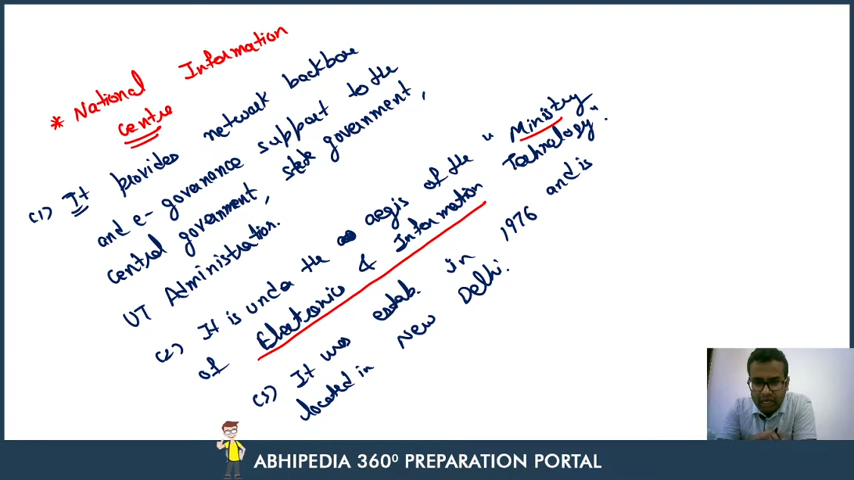 * National Information
centre
(1) It provides network backbone
and e-governance support to the
central government, state government,
UT Administration.
(2) It is under the aegis of the "Ministry
of Electronics & Information Technology".
(3) It was estab. in 1976 and is
located in New Delhi.
ABHIPEDIA 360⁰ PREPARATION PORTAL